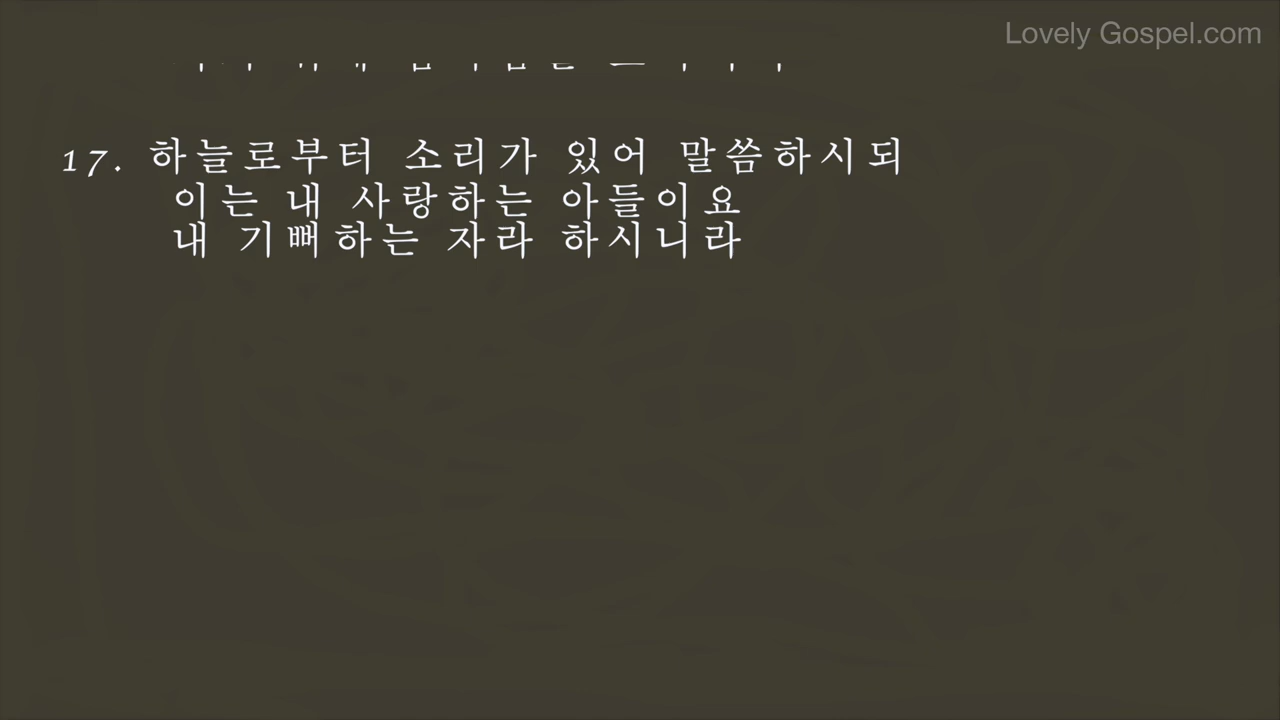 Lovely Gospel.com
17. 하늘로부터 소리가 있어 말씀하시되
이는 내 사랑하는 아들이요
내 기뻐하는 자라 하시니라